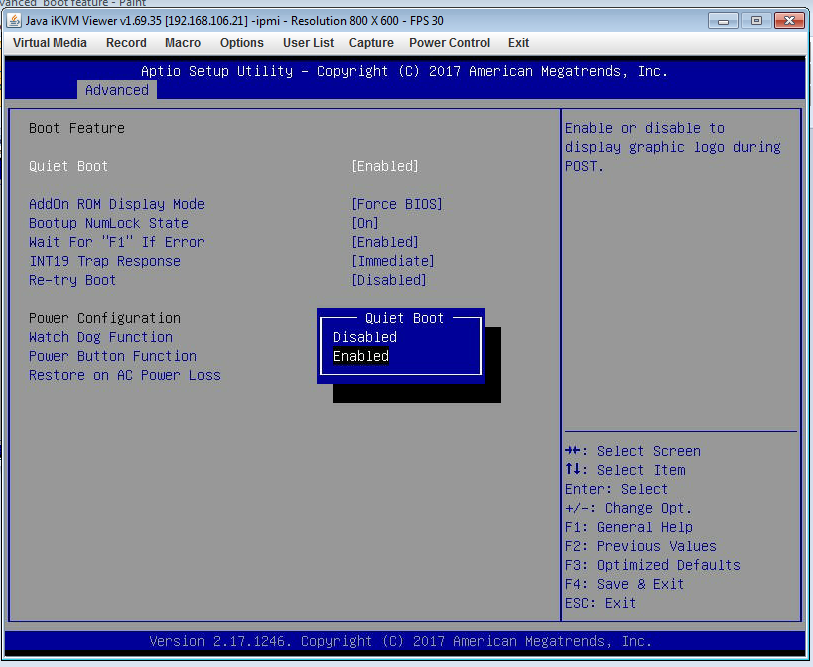 vanced boot feature - Paint
Java iKVM Viewer v1.69.35 [192.168.106.21] -ipmi - Resolution 800 X 600 - FPS 30
Virtual Media Record Macro Options User List Capture Power Control Exit
Aptio Setup Utility - Copyright (C) 2017 American Megatrends, Inc.
Advanced
Boot Feature
Quiet Boot [Enabled]
AddOn ROM Display Mode [Force BIOS]
Bootup NumLock State [On]
Wait For "F1" If Error [Enabled]
INT19 Trap Response [Immediate]
Re-try Boot [Disabled]
Power Configuration
Watch Dog Function
Power Button Function
Restore on AC Power Loss
Quiet Boot
Disabled
Enabled
Enable or disable to
display graphic logo during
POST.
→←: Select Screen
↑↓: Select Item
Enter: Select
+/-: Change Opt.
F1: General Help
F2: Previous Values
F3: Optimized Defaults
F4: Save & Exit
ESC: Exit
Version 2.17.1246. Copyright (C) 2017 American Megatrends, Inc.